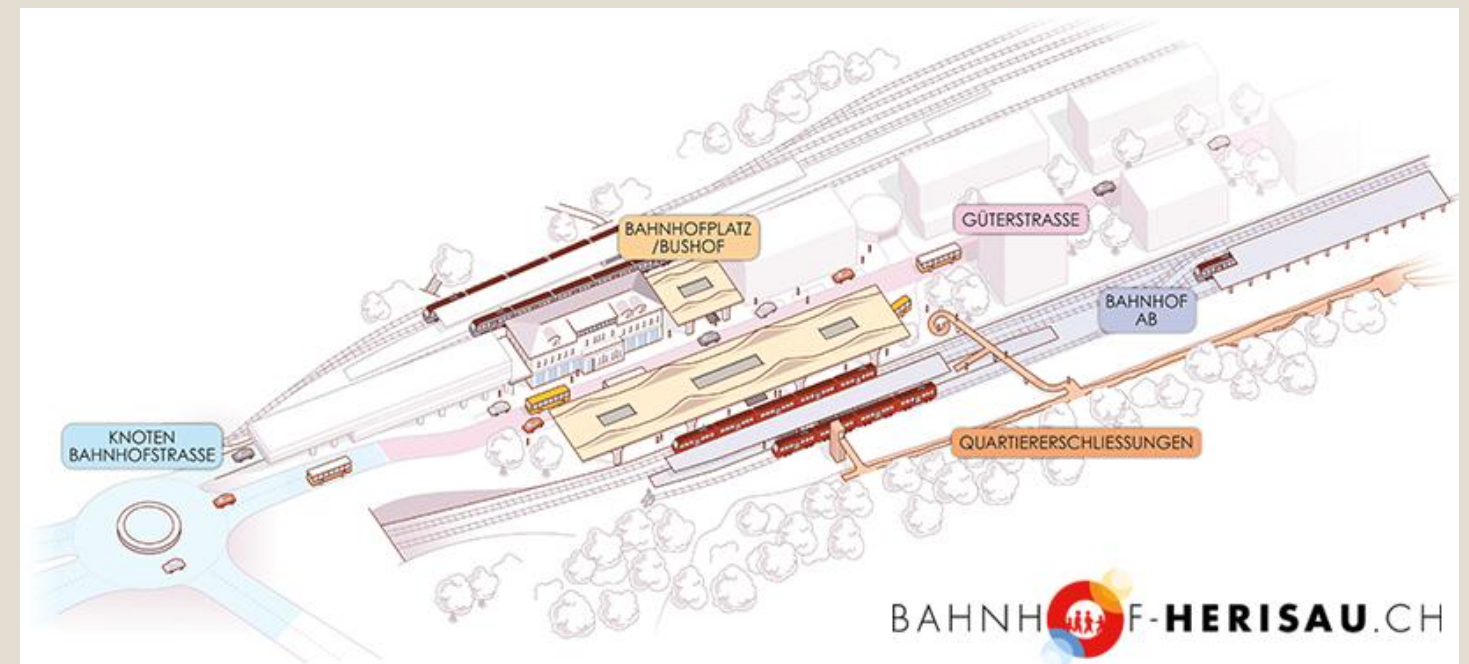 BAHNHOFPLATZ
/BUSHOF
GÜTERSTRASSE
BAHNHOF
AB
KNOTEN
BAHNHOFSTRASSE
QUARTIERERSCHLIESSUNGEN
BAHNHOF-HERISAU.CH